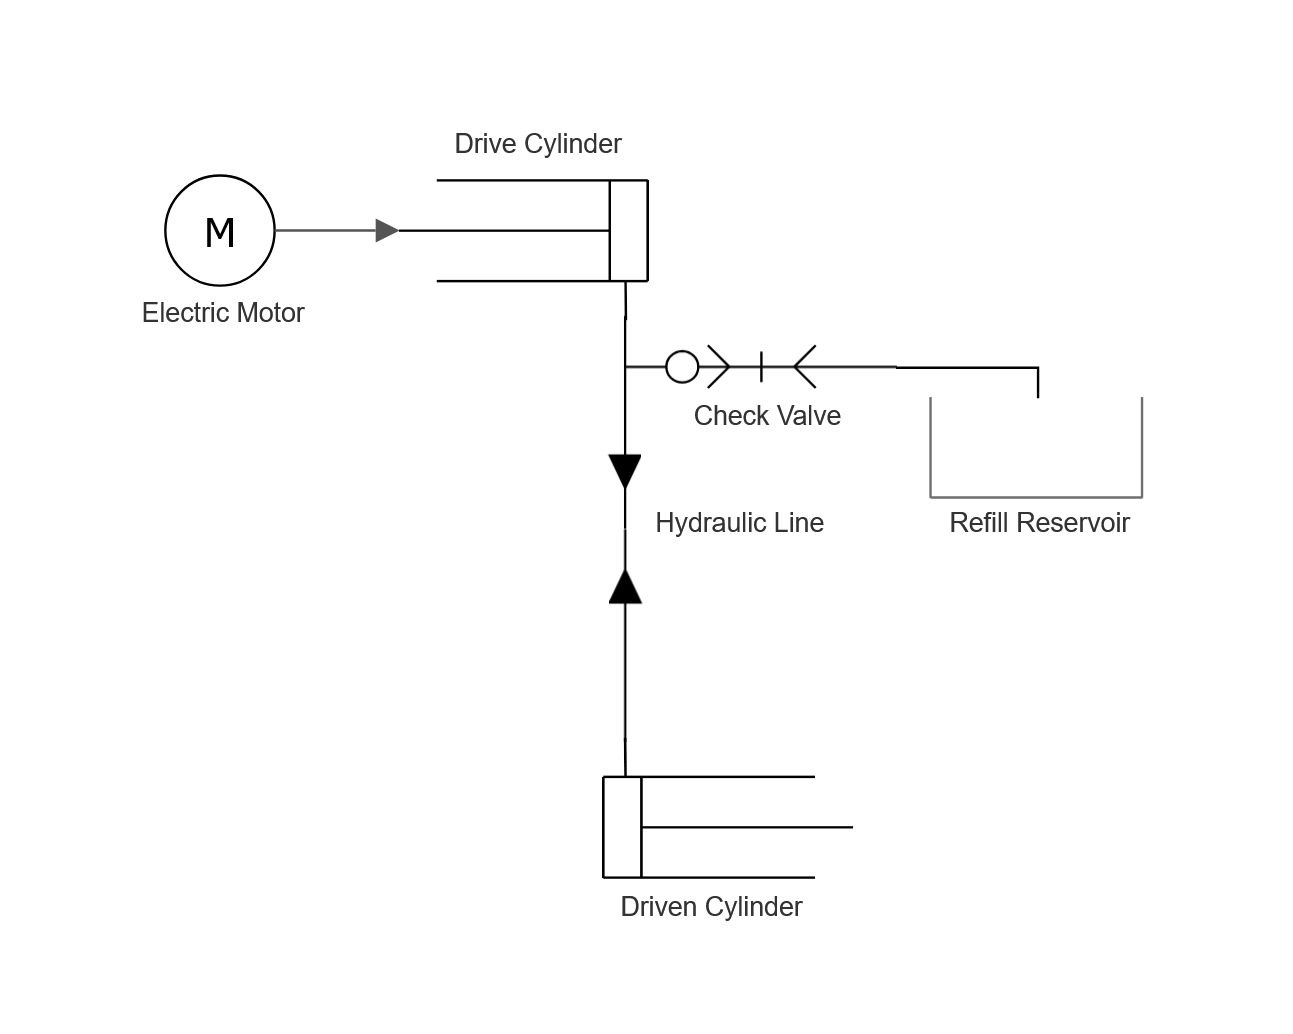 Drive Cylinder
M
Electric Motor
Check Valve
Hydraulic Line
Refill Reservoir
Driven Cylinder